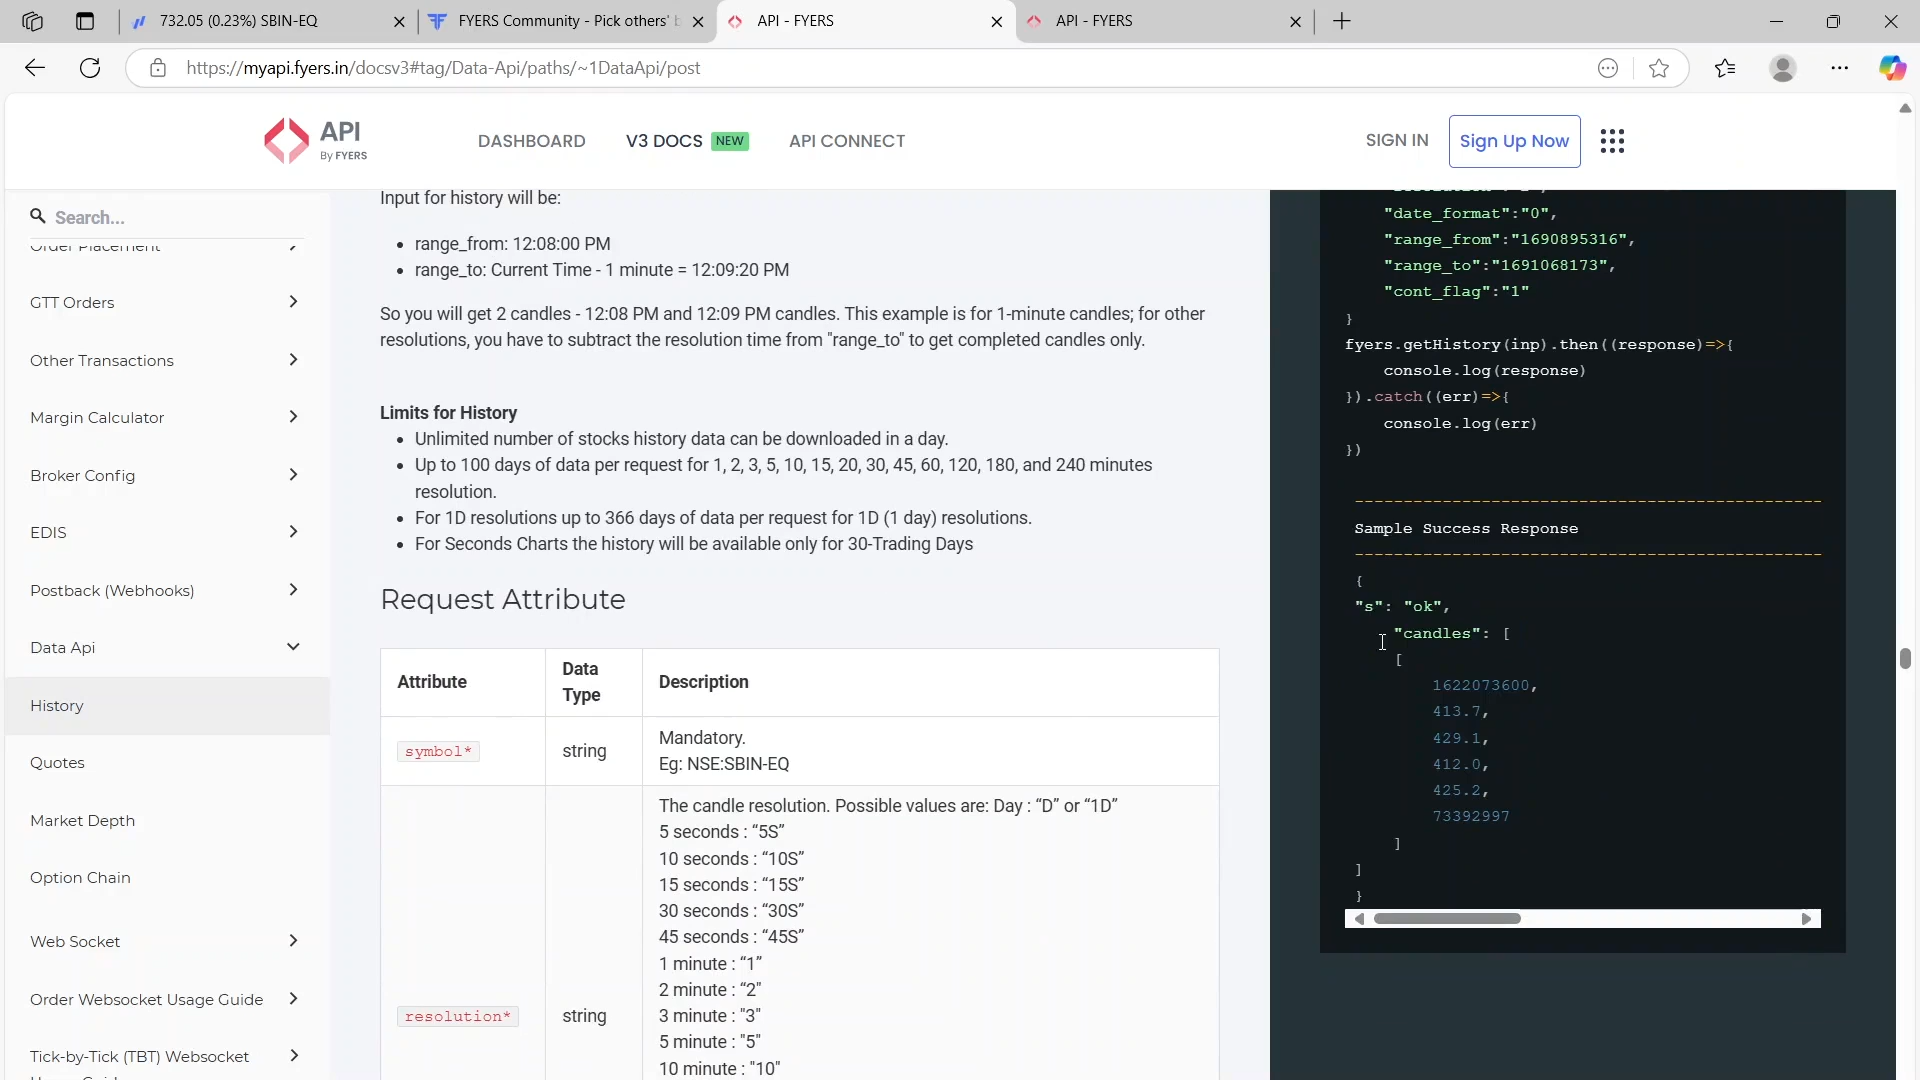 732.05 (0.23%) SBIN-EQ
FYERS Community - Pick others'
API - FYERS
API - FYERS
https://myapi.fyers.in/docsv3#tag/Data-Api/paths/~1DataApi/post
API
By FYERS
DASHBOARD
V3 DOCS NEW
API CONNECT
SIGN IN
Sign Up Now
Search...
Order Placement
GTT Orders
Other Transactions
Margin Calculator
Broker Config
EDIS
Postback (Webhooks)
Data Api
History
Quotes
Market Depth
Option Chain
Web Socket
Order Websocket Usage Guide
Tick-by-Tick (TBT) Websocket
Input for history will be:
range_from: 12:08:00 PM
range_to: Current Time - 1 minute = 12:09:20 PM
So you will get 2 candles - 12:08 PM and 12:09 PM candles. This example is for 1-minute candles; for other
resolutions, you have to subtract the resolution time from "range_to" to get completed candles only.
Limits for History
Unlimited number of stocks history data can be downloaded in a day.
Up to 100 days of data per request for 1, 2, 3, 5, 10, 15, 20, 30, 45, 60, 120, 180, and 240 minutes
resolution.
For 1D resolutions up to 366 days of data per request for 1D (1 day) resolutions.
For Seconds Charts the history will be available only for 30-Trading Days
Request Attribute
Attribute
Data
Type
Description
symbol*
string
Mandatory.
Eg: NSE:SBIN-EQ
resolution*
string
The candle resolution. Possible values are: Day : “D” or “1D”
5 seconds : “5S”
10 seconds : “10S”
15 seconds : “15S”
30 seconds : “30S”
45 seconds : “45S”
1 minute : “1”
2 minute : “2"
3 minute : "3"
5 minute : "5"
10 minute : "10"
"date_format":"0",
"range_from":"1690895316",
"range_to":"1691068173",
"cont_flag":"1"
}
fyers.getHistory(inp).then((response)=>{
console.log(response)
}).catch((err)=>{
console.log(err)
})
------------------------------------------------
Sample Success Response
------------------------------------------------
{
"s": "ok",
"candles": [
[
1622073600,
413.7,
429.1,
412.0,
425.2,
73392997
]
]
}